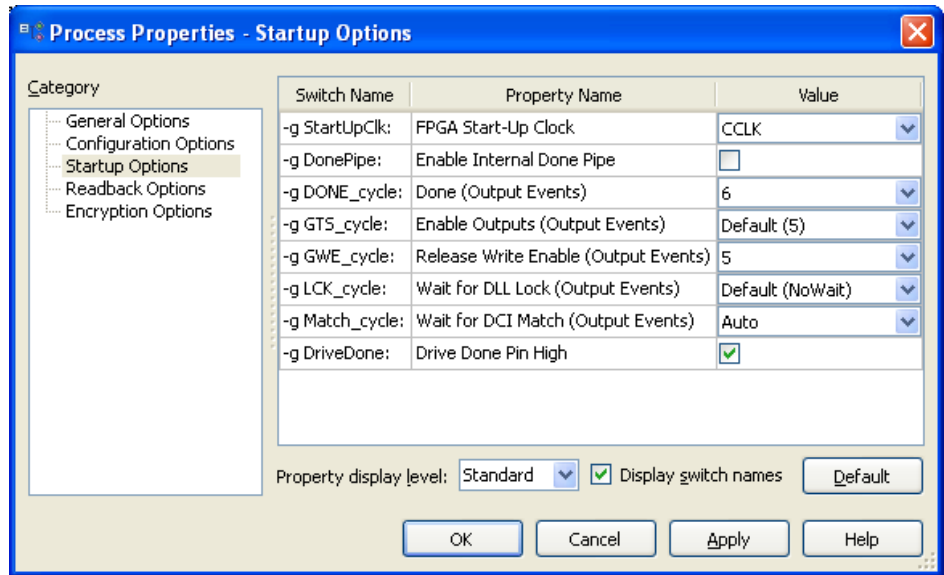 Process Properties - Startup Options
Category
General Options
Configuration Options
Startup Options
Readback Options
Encryption Options
Switch Name Property Name Value
-g StartUpClk: FPGA Start-Up Clock CCLK
-g DonePipe: Enable Internal Done Pipe
-g DONE_cycle: Done (Output Events) 6
-g GTS_cycle: Enable Outputs (Output Events) Default (5)
-g GWE_cycle: Release Write Enable (Output Events) 5
-g LCK_cycle: Wait for DLL Lock (Output Events) Default (NoWait)
-g Match_cycle: Wait for DCI Match (Output Events) Auto
-g DriveDone: Drive Done Pin High
Property display level: Standard Display switch names Default
OK Cancel Apply Help